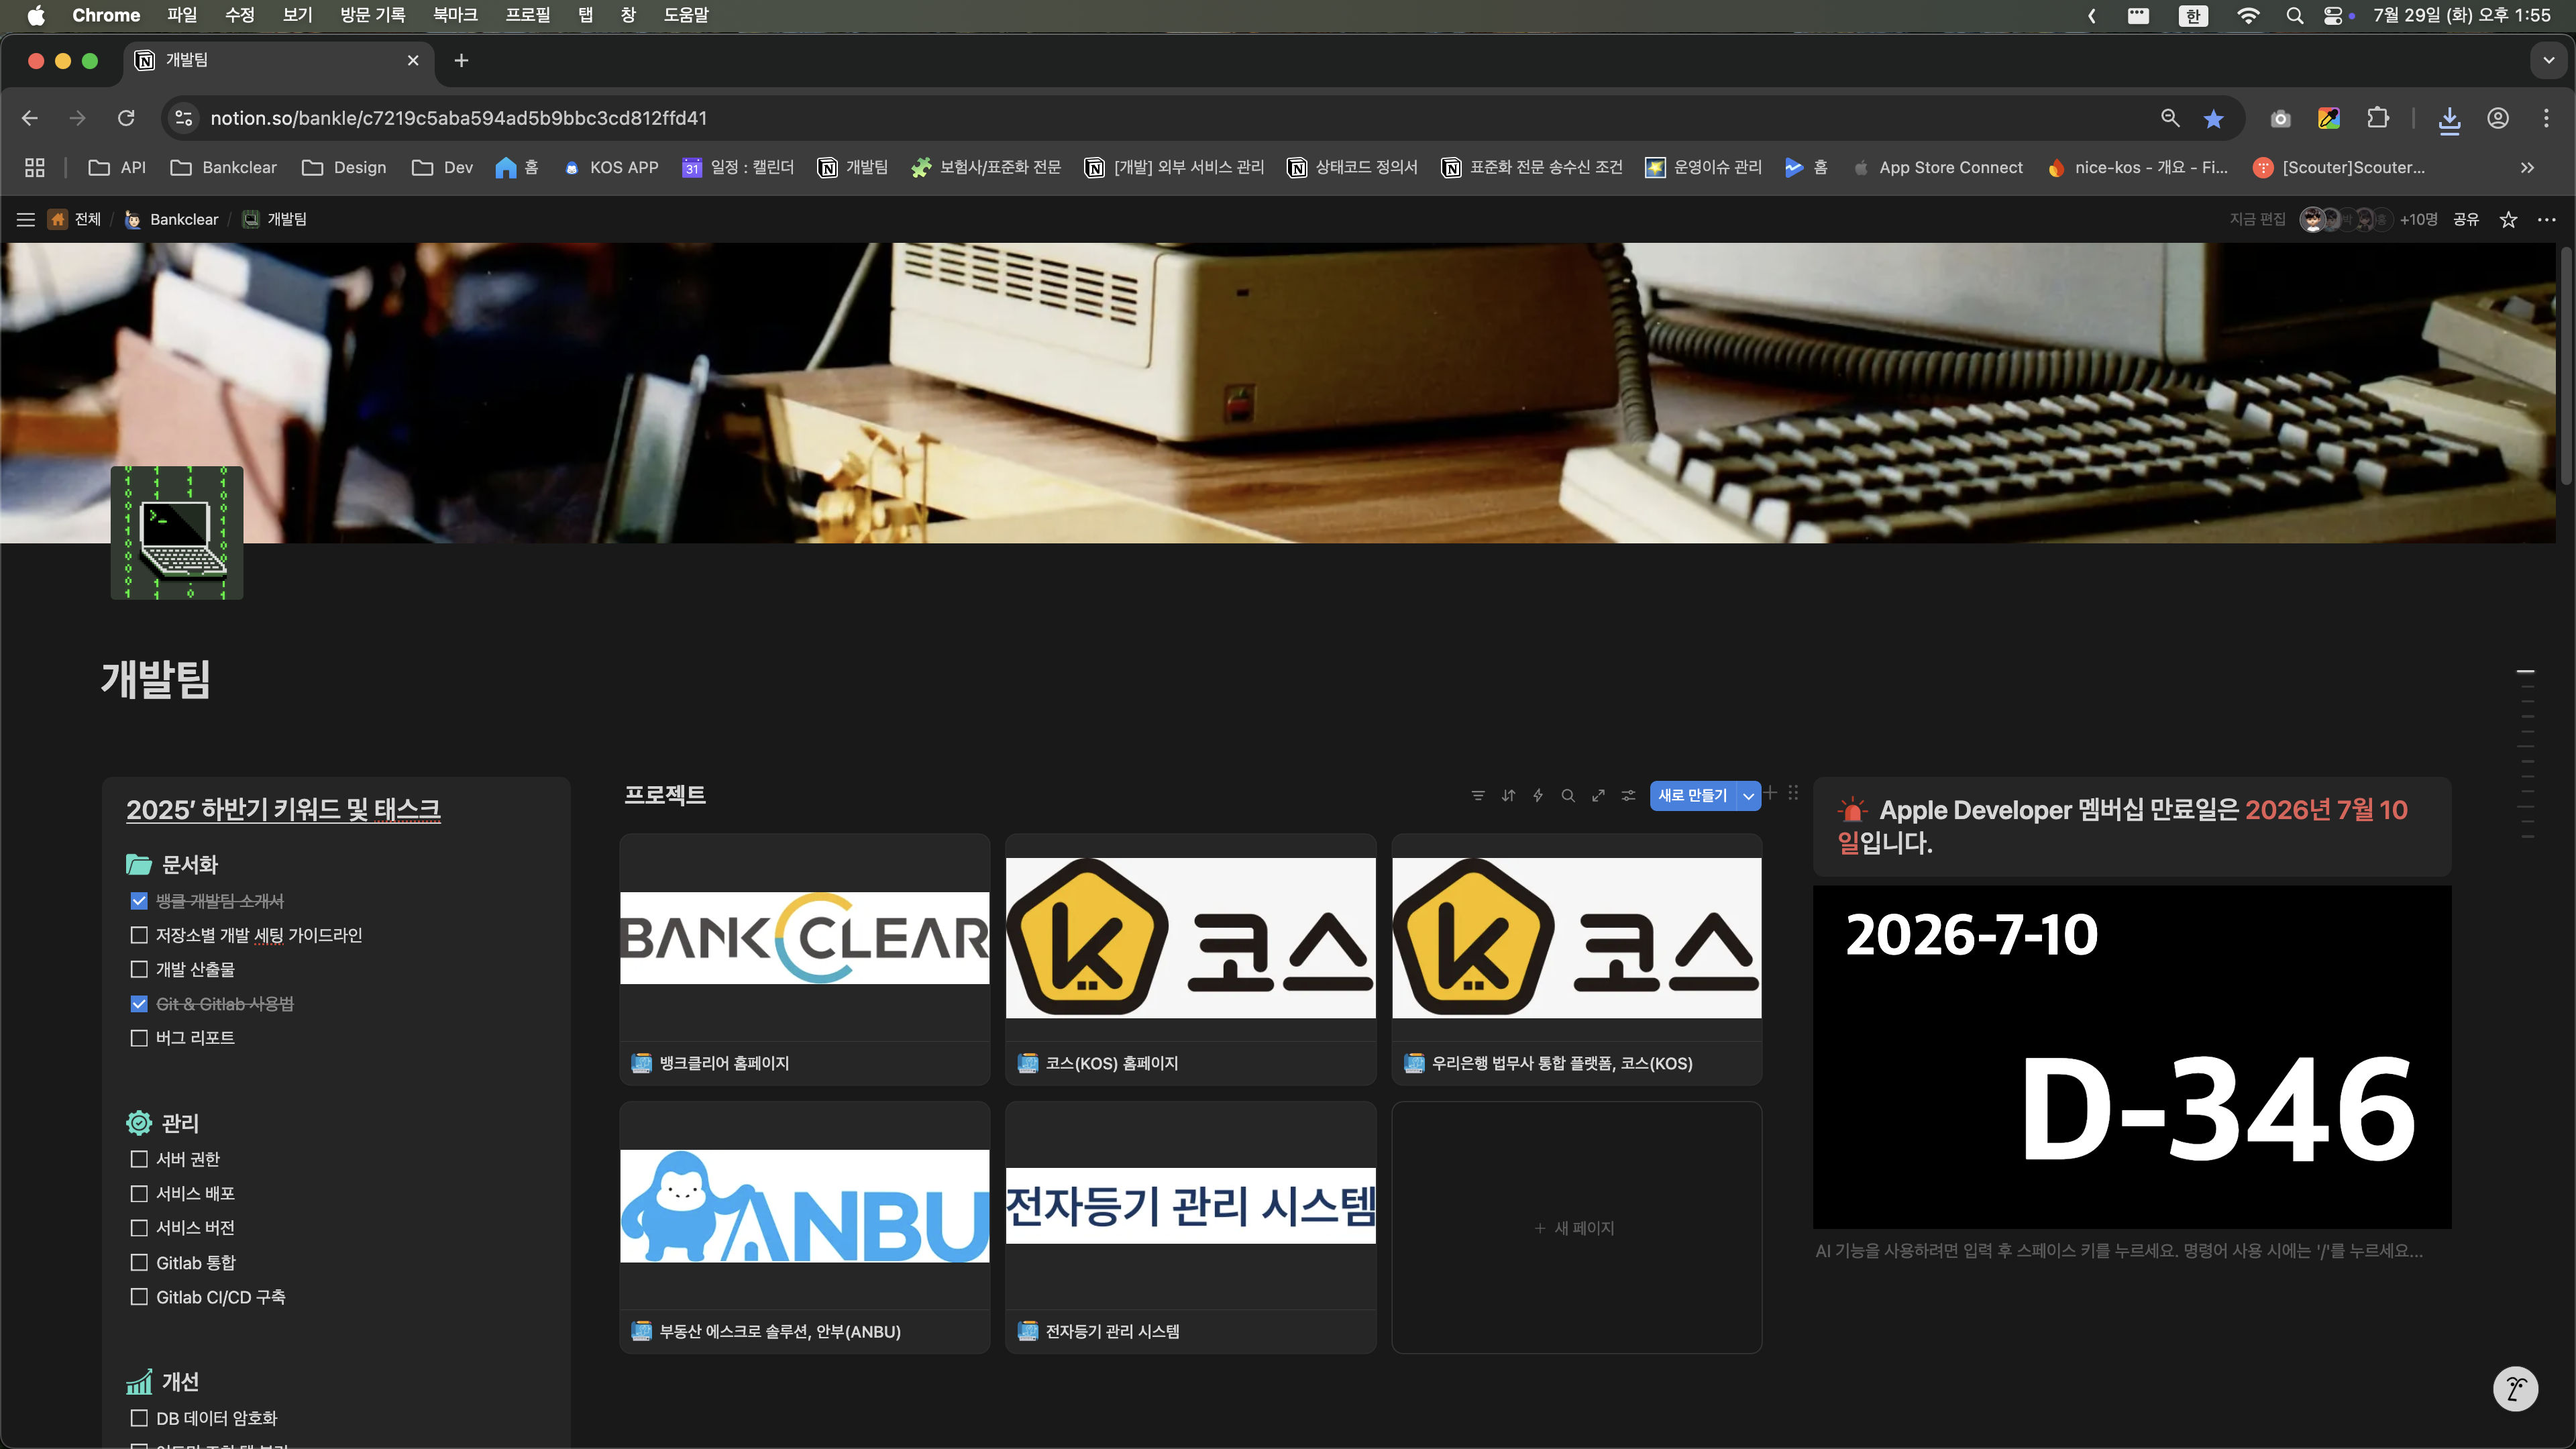 Chrome 파일 수정 보기 방문 기록 북마크 프로필 탭 창 도움말
한 7월 29일 (화) 오후 1:55
개발팀
notion.so/bankle/c7219c5aba594ad5b9bbc3cd812ffd41
API Bankclear Design Dev 홈 KOS APP 31 일정 : 캘린더 개발팀 보험사/표준화 전문 [개발] 외부 서비스 관리 상태코드 정의서 표준화 전문 송수신 조건 운영이슈 관리 홈 App Store Connect nice-kos - 개요 - Fi... [Scouter]Scouter...
전체 / Bankclear / 개발팀
지금 편집 +10명 공유
개발팀
2025’ 하반기 키워드 및 태스크
문서화
뱅클 개발팀 소개서
저장소별 개발 세팅 가이드라인
개발 산출물
Git & Gitlab 사용법
버그 리포트
관리
서버 권한
서비스 배포
서비스 버전
Gitlab 통합
Gitlab CI/CD 구축
개선
DB 데이터 암호화
프로젝트
새로 만들기
BANKCLEAR
코스
코스
뱅크클리어 홈페이지
코스(KOS) 홈페이지
우리은행 법무사 통합 플랫폼, 코스(KOS)
ANBU
전자등기 관리 시스템
+ 새 페이지
부동산 에스크로 솔루션, 안부(ANBU)
전자등기 관리 시스템
Apple Developer 멤버십 만료일은 2026년 7월 10
일입니다.
2026-7-10
D-346
AI 기능을 사용하려면 입력 후 스페이스 키를 누르세요. 명령어 사용 시에는 '/'를 누르세요...